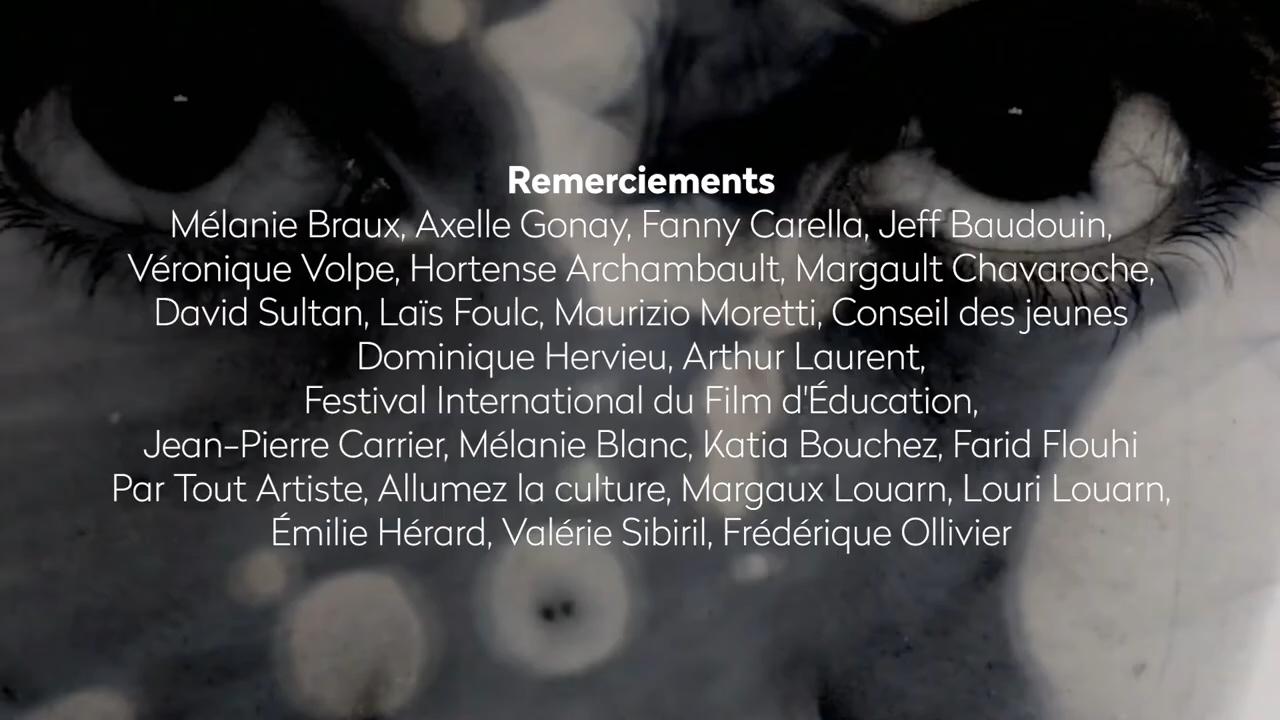 Remerciements
Mélanie Braux, Axelle Gonay, Fanny Carella, Jeff Baudouin,
Véronique Volpe, Hortense Archambault, Margault Chavaroche,
David Sultan, Laïs Foulc, Maurizio Moretti, Conseil des jeunes
Dominique Hervieu, Arthur Laurent,
Festival International du Film d'Éducation,
Jean-Pierre Carrier, Mélanie Blanc, Katia Bouchez, Farid Flouhi
Par Tout Artiste, Allumez la culture, Margaux Louarn, Louri Louarn,
Émilie Hérard, Valérie Sibiril, Frédérique Ollivier